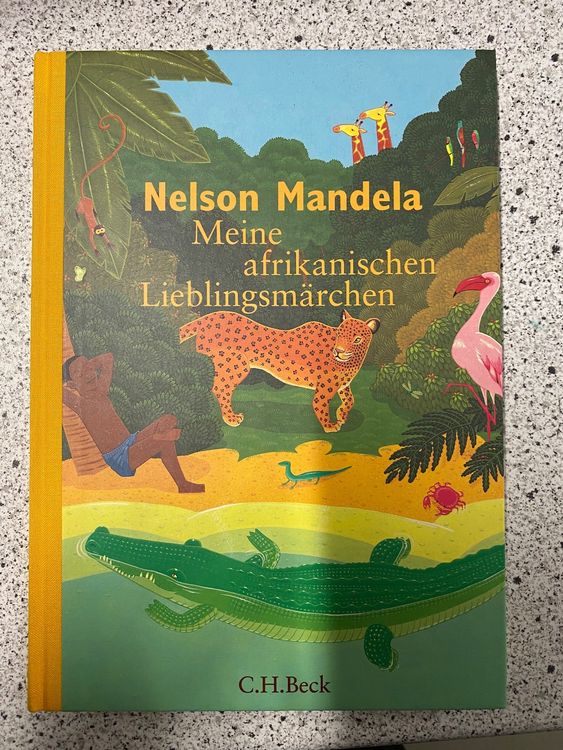 Nelson Mandela
Meine
afrikanischen
Lieblingsmärchen
C.H.Beck